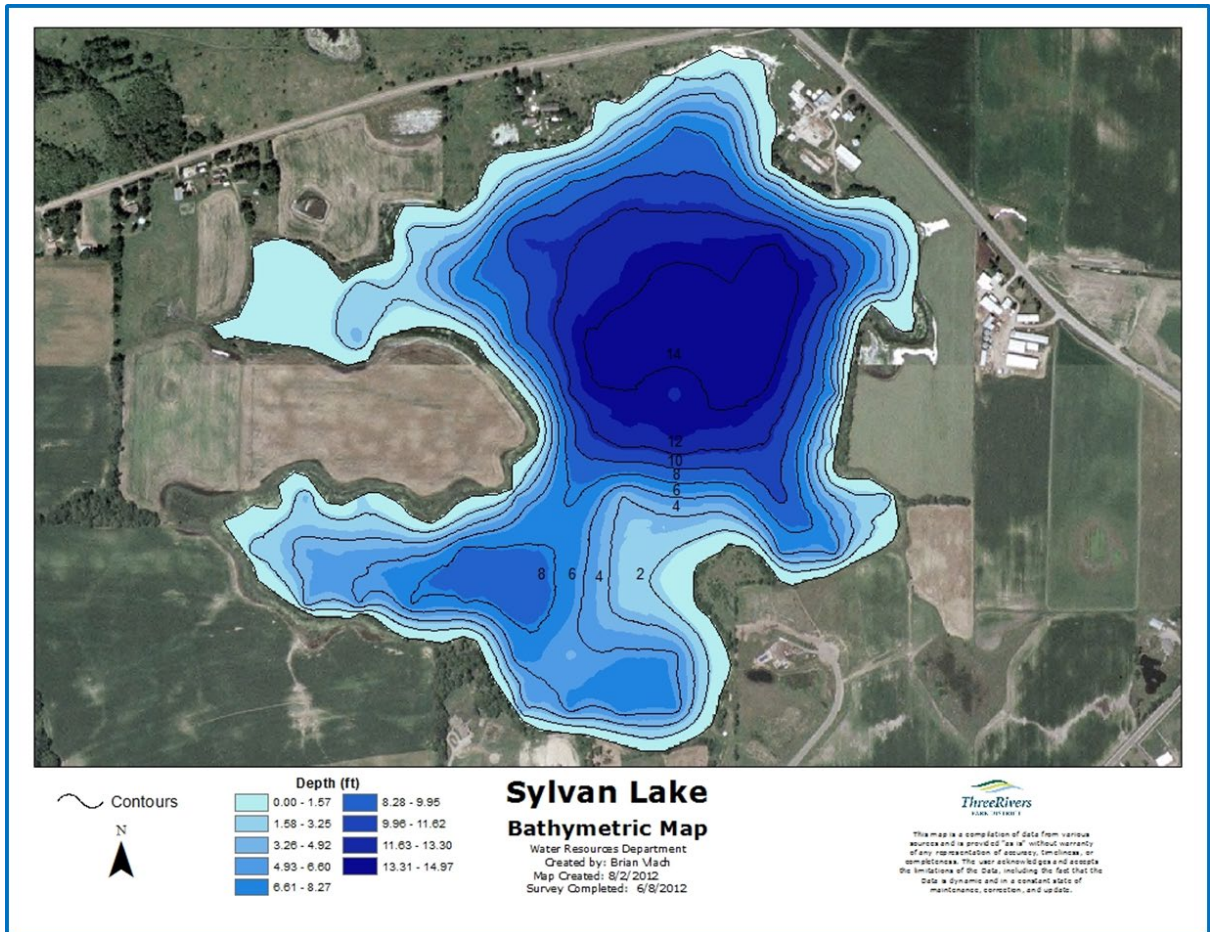 14
12
10
8
6
4
8 6 4 2
Contours
N
Depth (ft)
0.00 - 1.57
1.58 - 3.25
3.26 - 4.92
4.93 - 6.60
6.61 - 8.27
8.28 - 9.95
9.96 - 11.62
11.63 - 13.30
13.31 - 14.97
Sylvan Lake
Bathymetric Map
Water Resources Department
Created by: Brian Vlach
Map Created: 8/2/2012
Survey Completed: 6/8/2012
ThreeRivers
PARK DISTRICT
This map is a compilation of data from various
sources and is provided "as is" without warranty
of any representation of accuracy, timeliness, or
completeness. The user acknowledges and accepts
the limitations of the Data, including the fact that the
Data is dynamic and in a constant state of
maintenance, correction, and update.